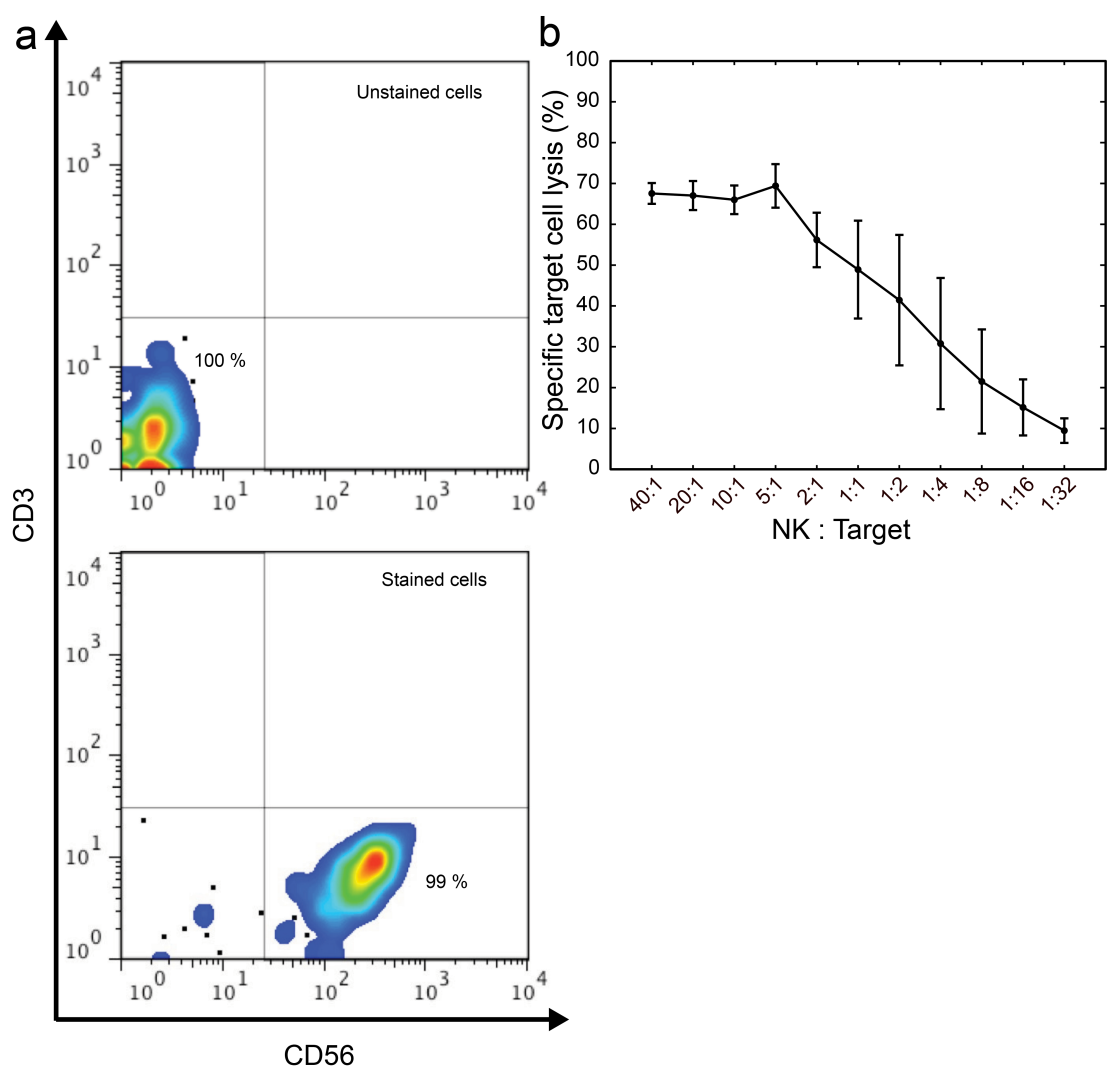 a
CD3
10^4
10^3
10^2
10^1
10^0
Unstained cells
100 %
10^0 10^1 10^2 10^3 10^4
10^4
10^3
10^2
10^1
10^0
Stained cells
99 %
10^0 10^1 10^2 10^3 10^4
CD56
b
Specific target cell lysis (%)
100
90
80
70
60
50
40
30
20
10
0
40:1 20:1 10:1 5:1 2:1 1:1 1:2 1:4 1:8 1:16 1:32
NK : Target